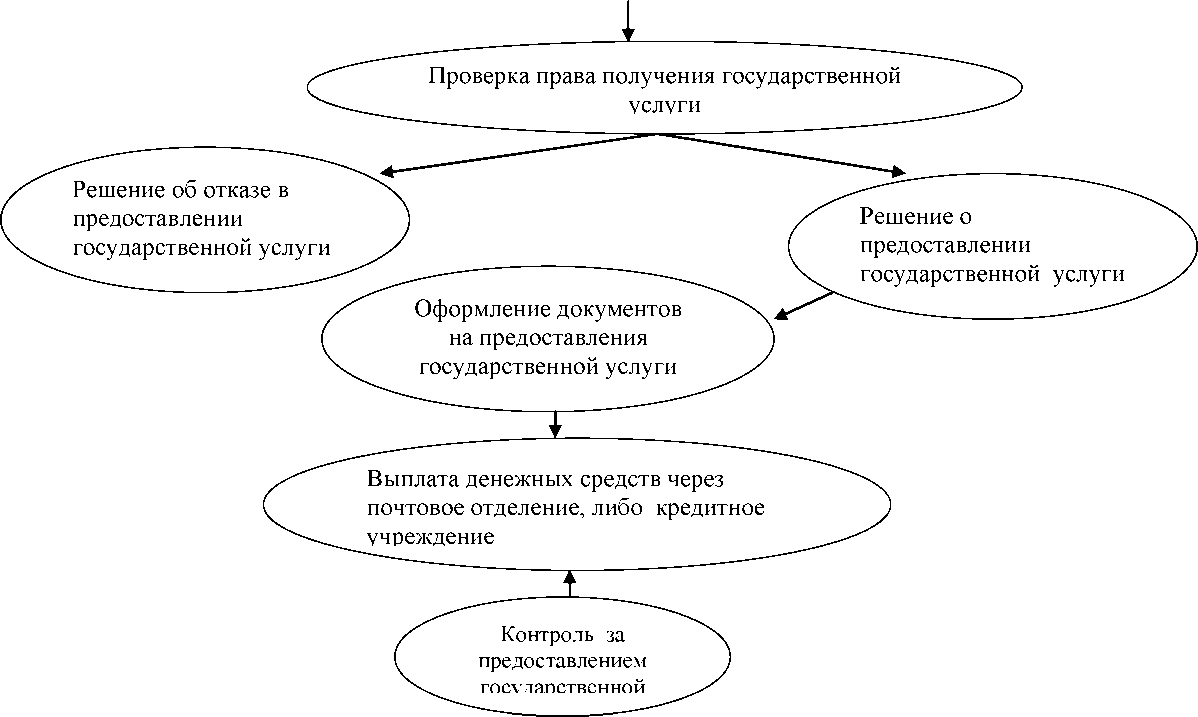 Проверка права получения государственной
услуги
Решение об отказе в
предоставлении
государственной услуги
Решение о
предоставлении
государственной услуги
Оформление документов
на предоставления
государственной услуги
Выплата денежных средств через
почтовое отделение, либо кредитное
учреждение
Контроль за
предоставлением
государственной